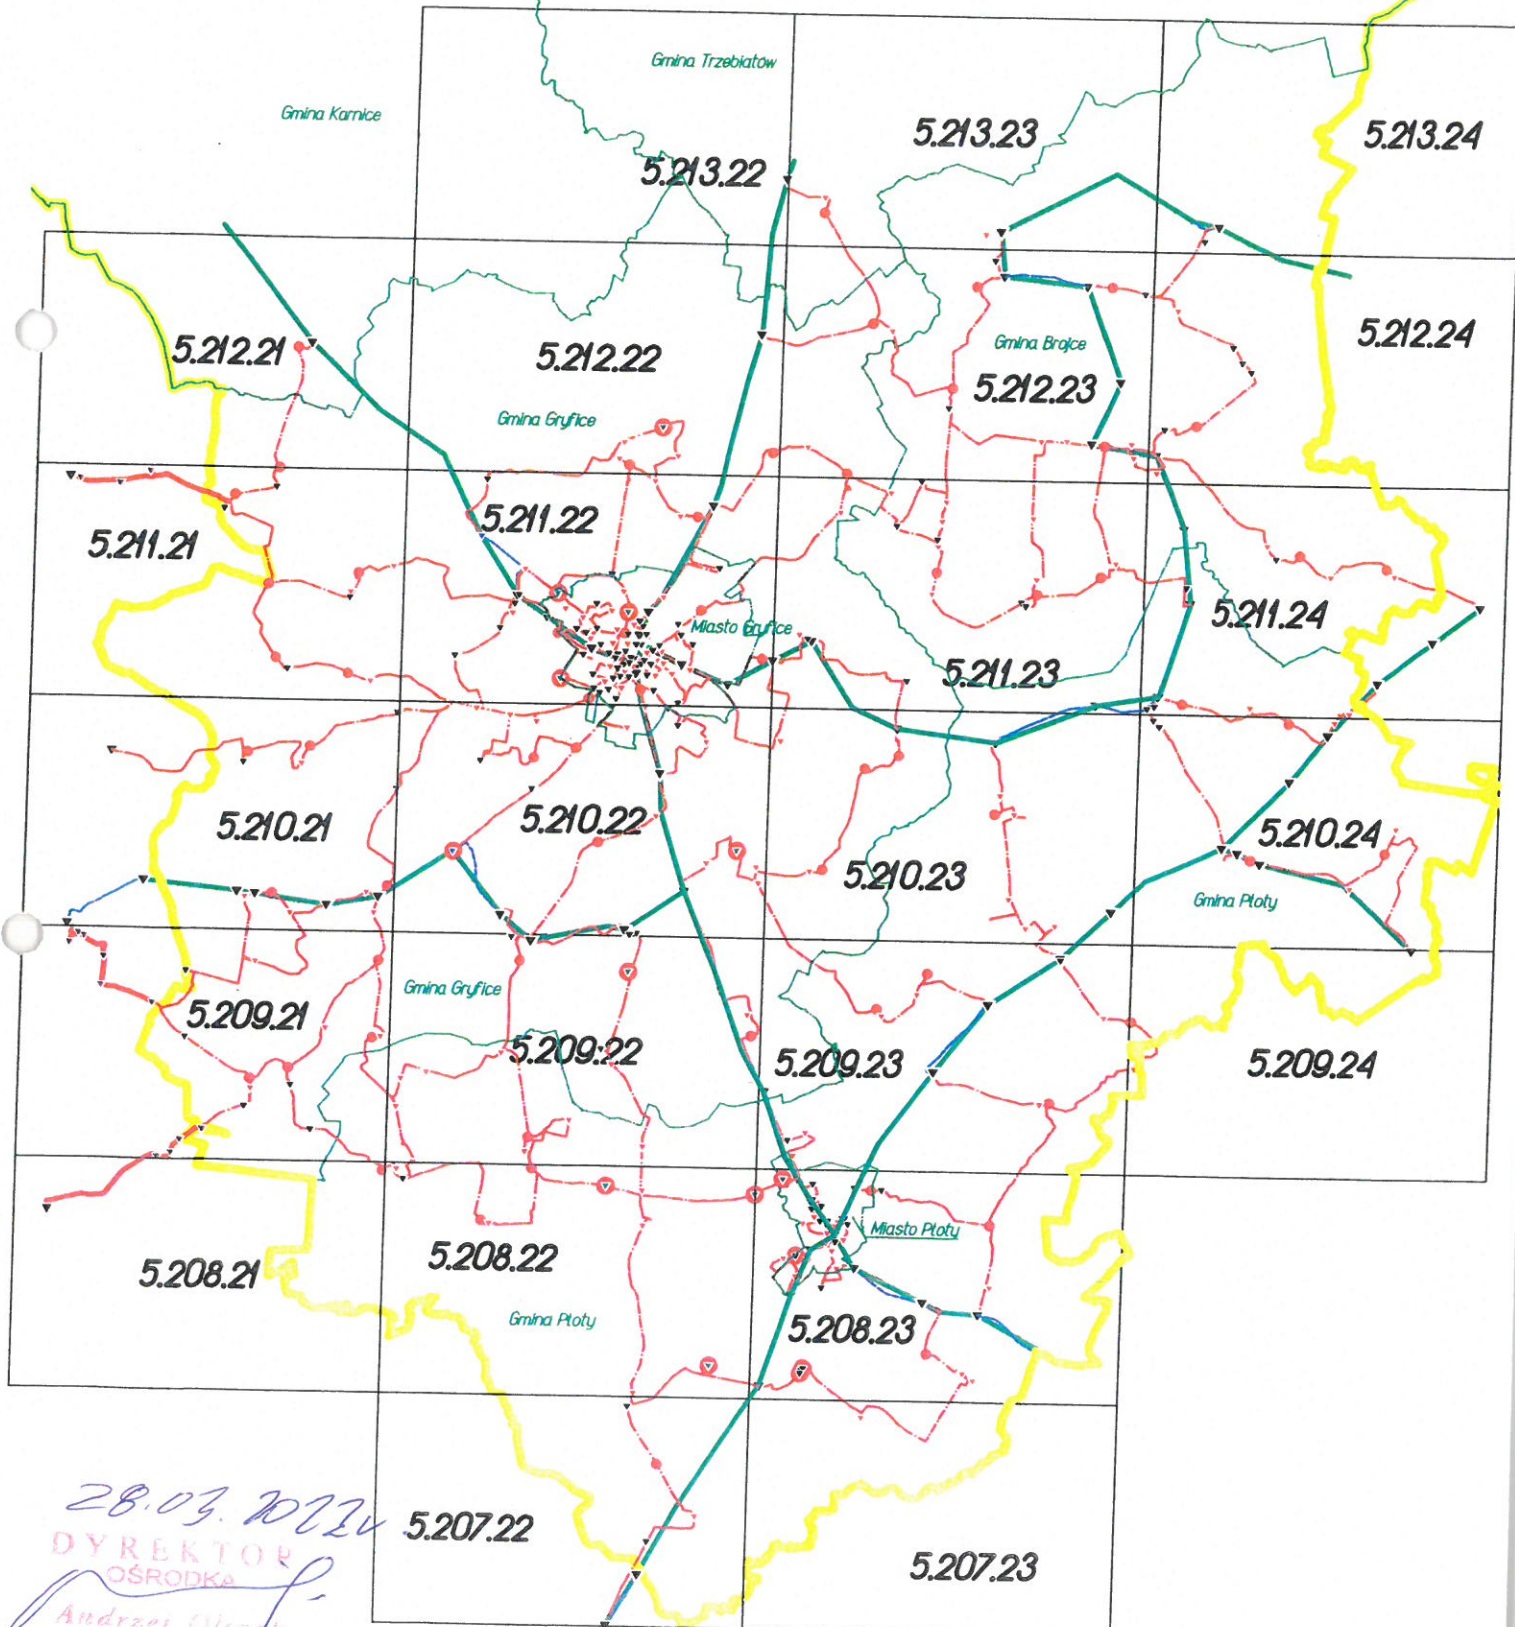 Gmina Trzebiatów
Gmina Karnice
5.213.23
5.213.24
5.213.22
5.212.21
5.212.22
Gmina Brojce
5.212.24
5.212.23
Gmina Gryfice
5.211.22
5.211.21
5.211.24
Miasto Gryfice
5.211.23
5.210.21
5.210.22
5.210.24
5.210.23
Gmina Płoty
Gmina Gryfice
5.209.21
5.209.22
5.209.23
5.209.24
Miasto Płoty
5.208.21
5.208.22
Gmina Płoty
5.208.23
28.03.2022r
5.207.22
DYREKTOR
OŚRODKA
5.207.23
Andrzej